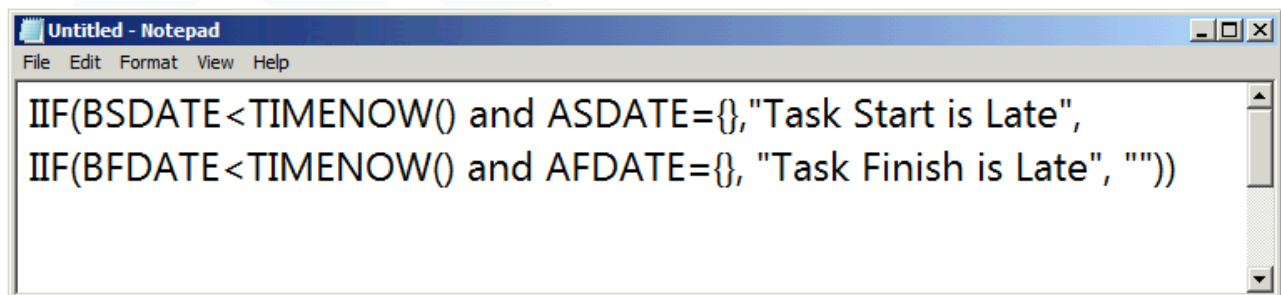 Untitled - Notepad
File Edit Format View Help
IIF(BSDATE<TIMENOW() and ASDATE={},"Task Start is Late",
IIF(BFDATE<TIMENOW() and AFDATE={}, "Task Finish is Late", ""))